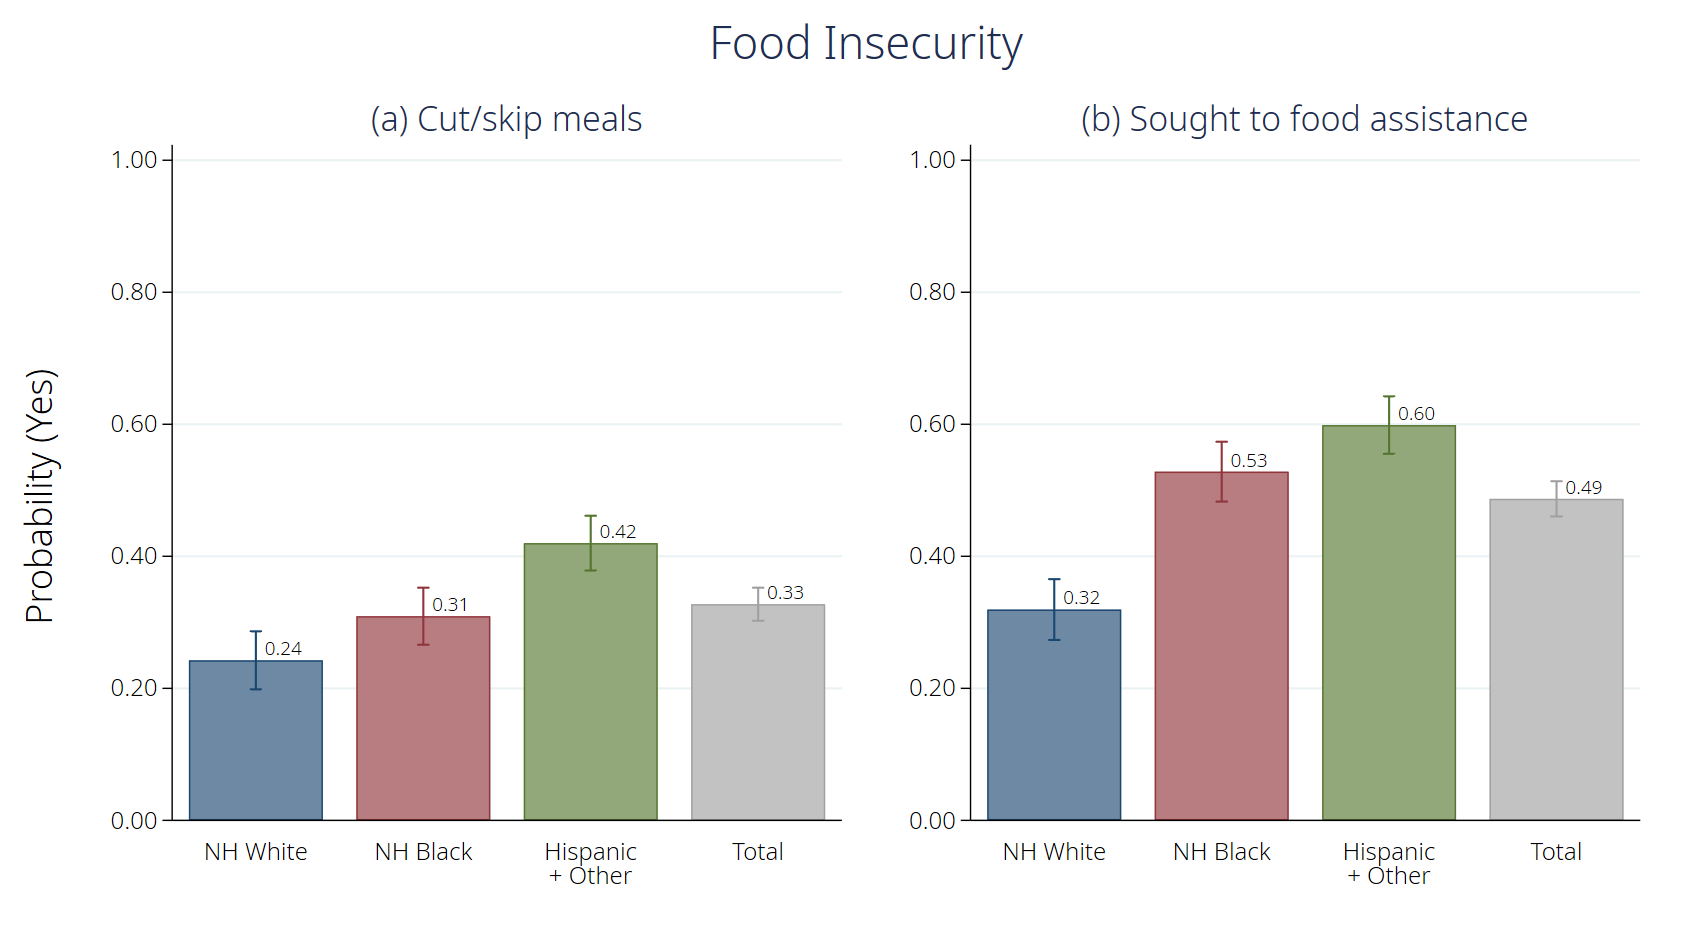 Food Insecurity
(a) Cut/skip meals
Probability (Yes)
1.00
0.80
0.60
0.40
0.20
0.00
0.24
0.31
0.42
0.33
NH White
NH Black
Hispanic
+ Other
Total
(b) Sought to food assistance
1.00
0.80
0.60
0.40
0.20
0.00
0.32
0.53
0.60
0.49
NH White
NH Black
Hispanic
+ Other
Total